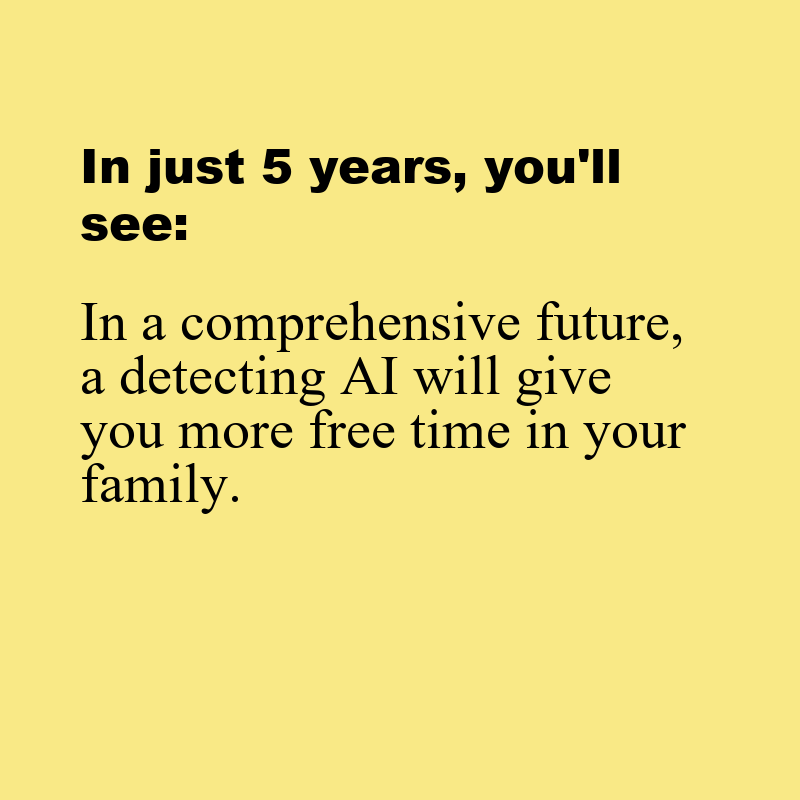 In just 5 years, you'll
see:
In a comprehensive future,
a detecting AI will give
you more free time in your
family.